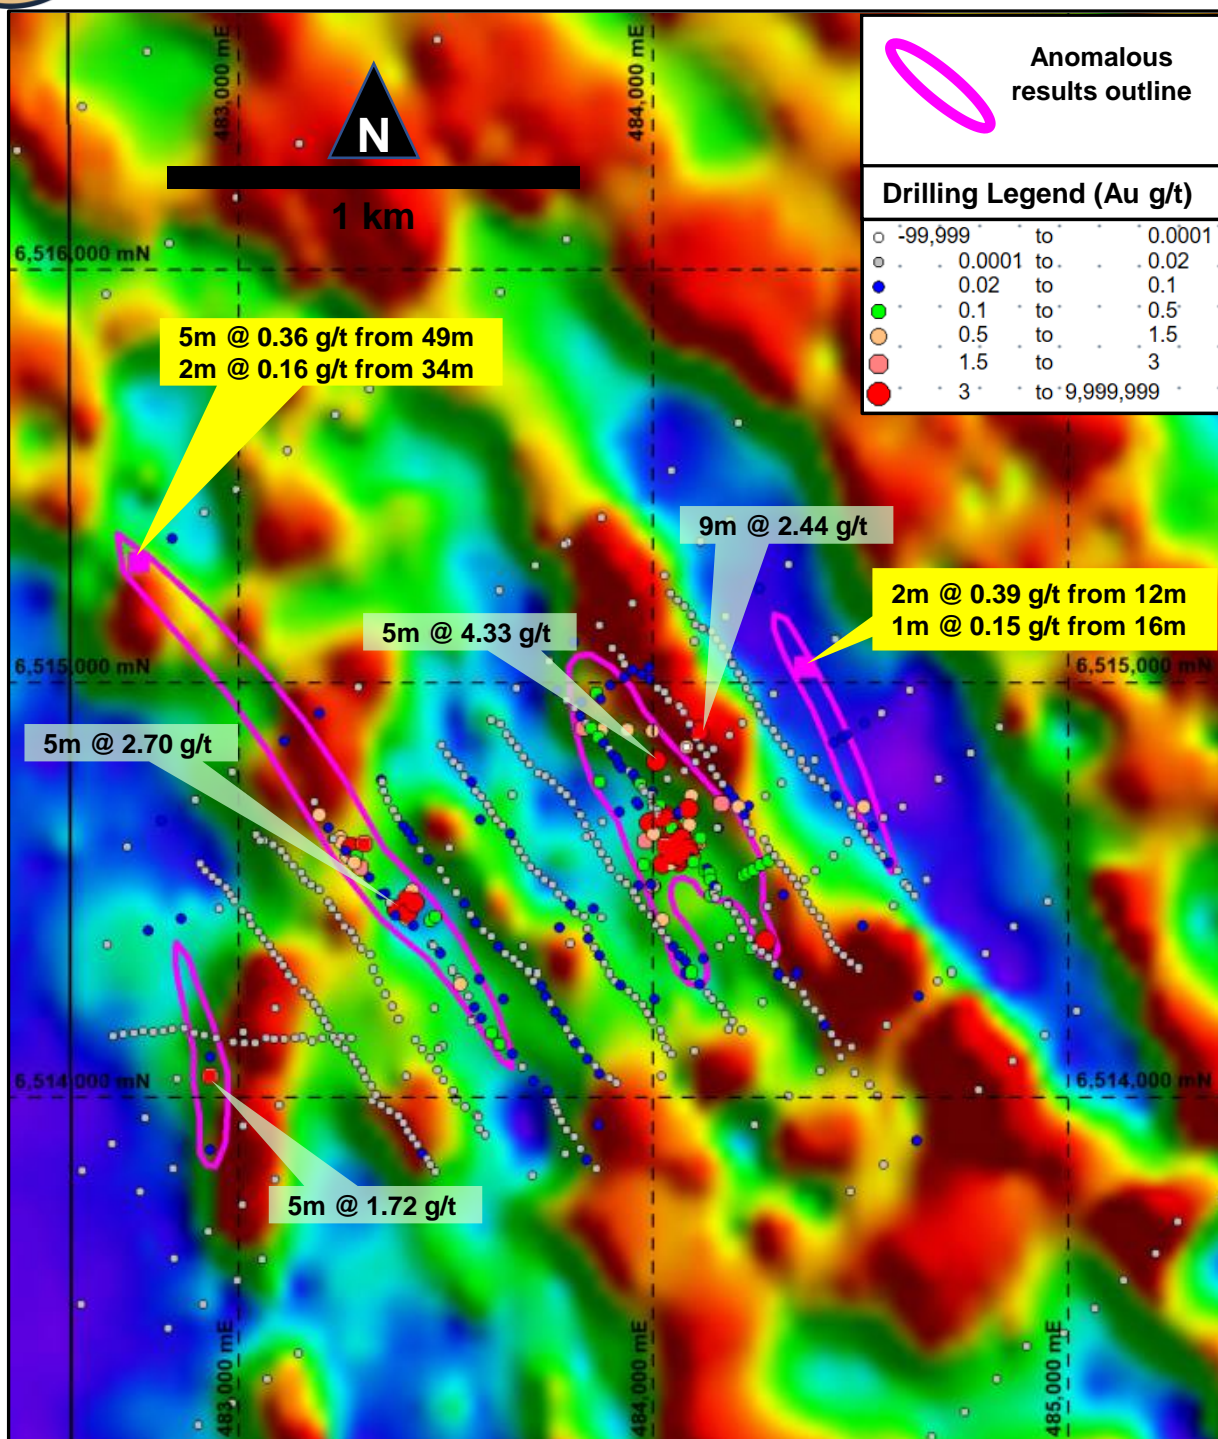 483,000 mE
484,000 mE
N
1 km
Anomalous
results outline
Drilling Legend (Au g/t)
-99,999 to 0.0001
0.0001 to 0.02
0.02 to 0.1
0.1 to 0.5
0.5 to 1.5
1.5 to 3
3 to 9,999,999
6,516,000 mN
5m @ 0.36 g/t from 49m
2m @ 0.16 g/t from 34m
9m @ 2.44 g/t
2m @ 0.39 g/t from 12m
1m @ 0.15 g/t from 16m
5m @ 4.33 g/t
6,515,000 mN
6,515,000 mN
5m @ 2.70 g/t
6,514,000 mN
6,514,000 mN
5m @ 1.72 g/t
483,000 mE
484,000 mE
485,000 mE